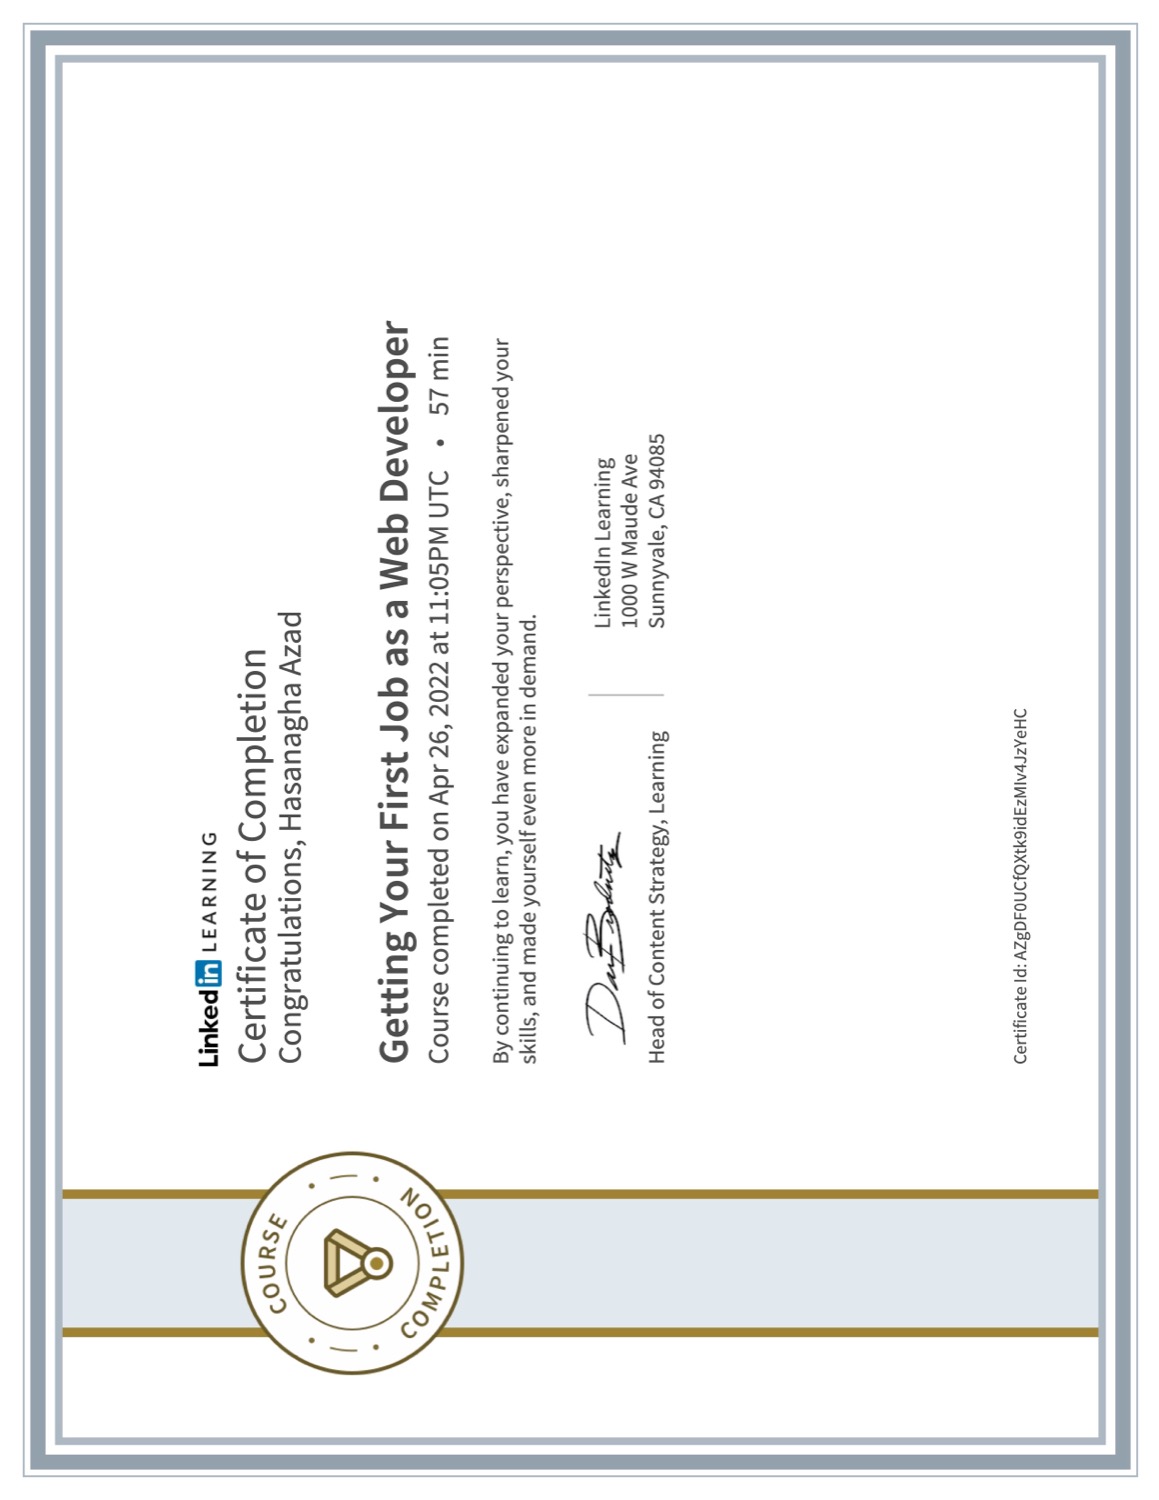 COURSE
COMPLETION
Linked in LEARNING
Certificate of Completion
Congratulations, Hasanagha Azad
Getting Your First Job as a Web Developer
Course completed on Apr 26, 2022 at 11:05PM UTC • 57 min
By continuing to learn, you have expanded your perspective, sharpened your
skills, and made yourself even more in demand.
Head of Content Strategy, Learning
LinkedIn Learning
1000 W Maude Ave
Sunnyvale, CA 94085
Certificate Id: AZgDF0UCfQXtk9idEzMIv4JzYeHC